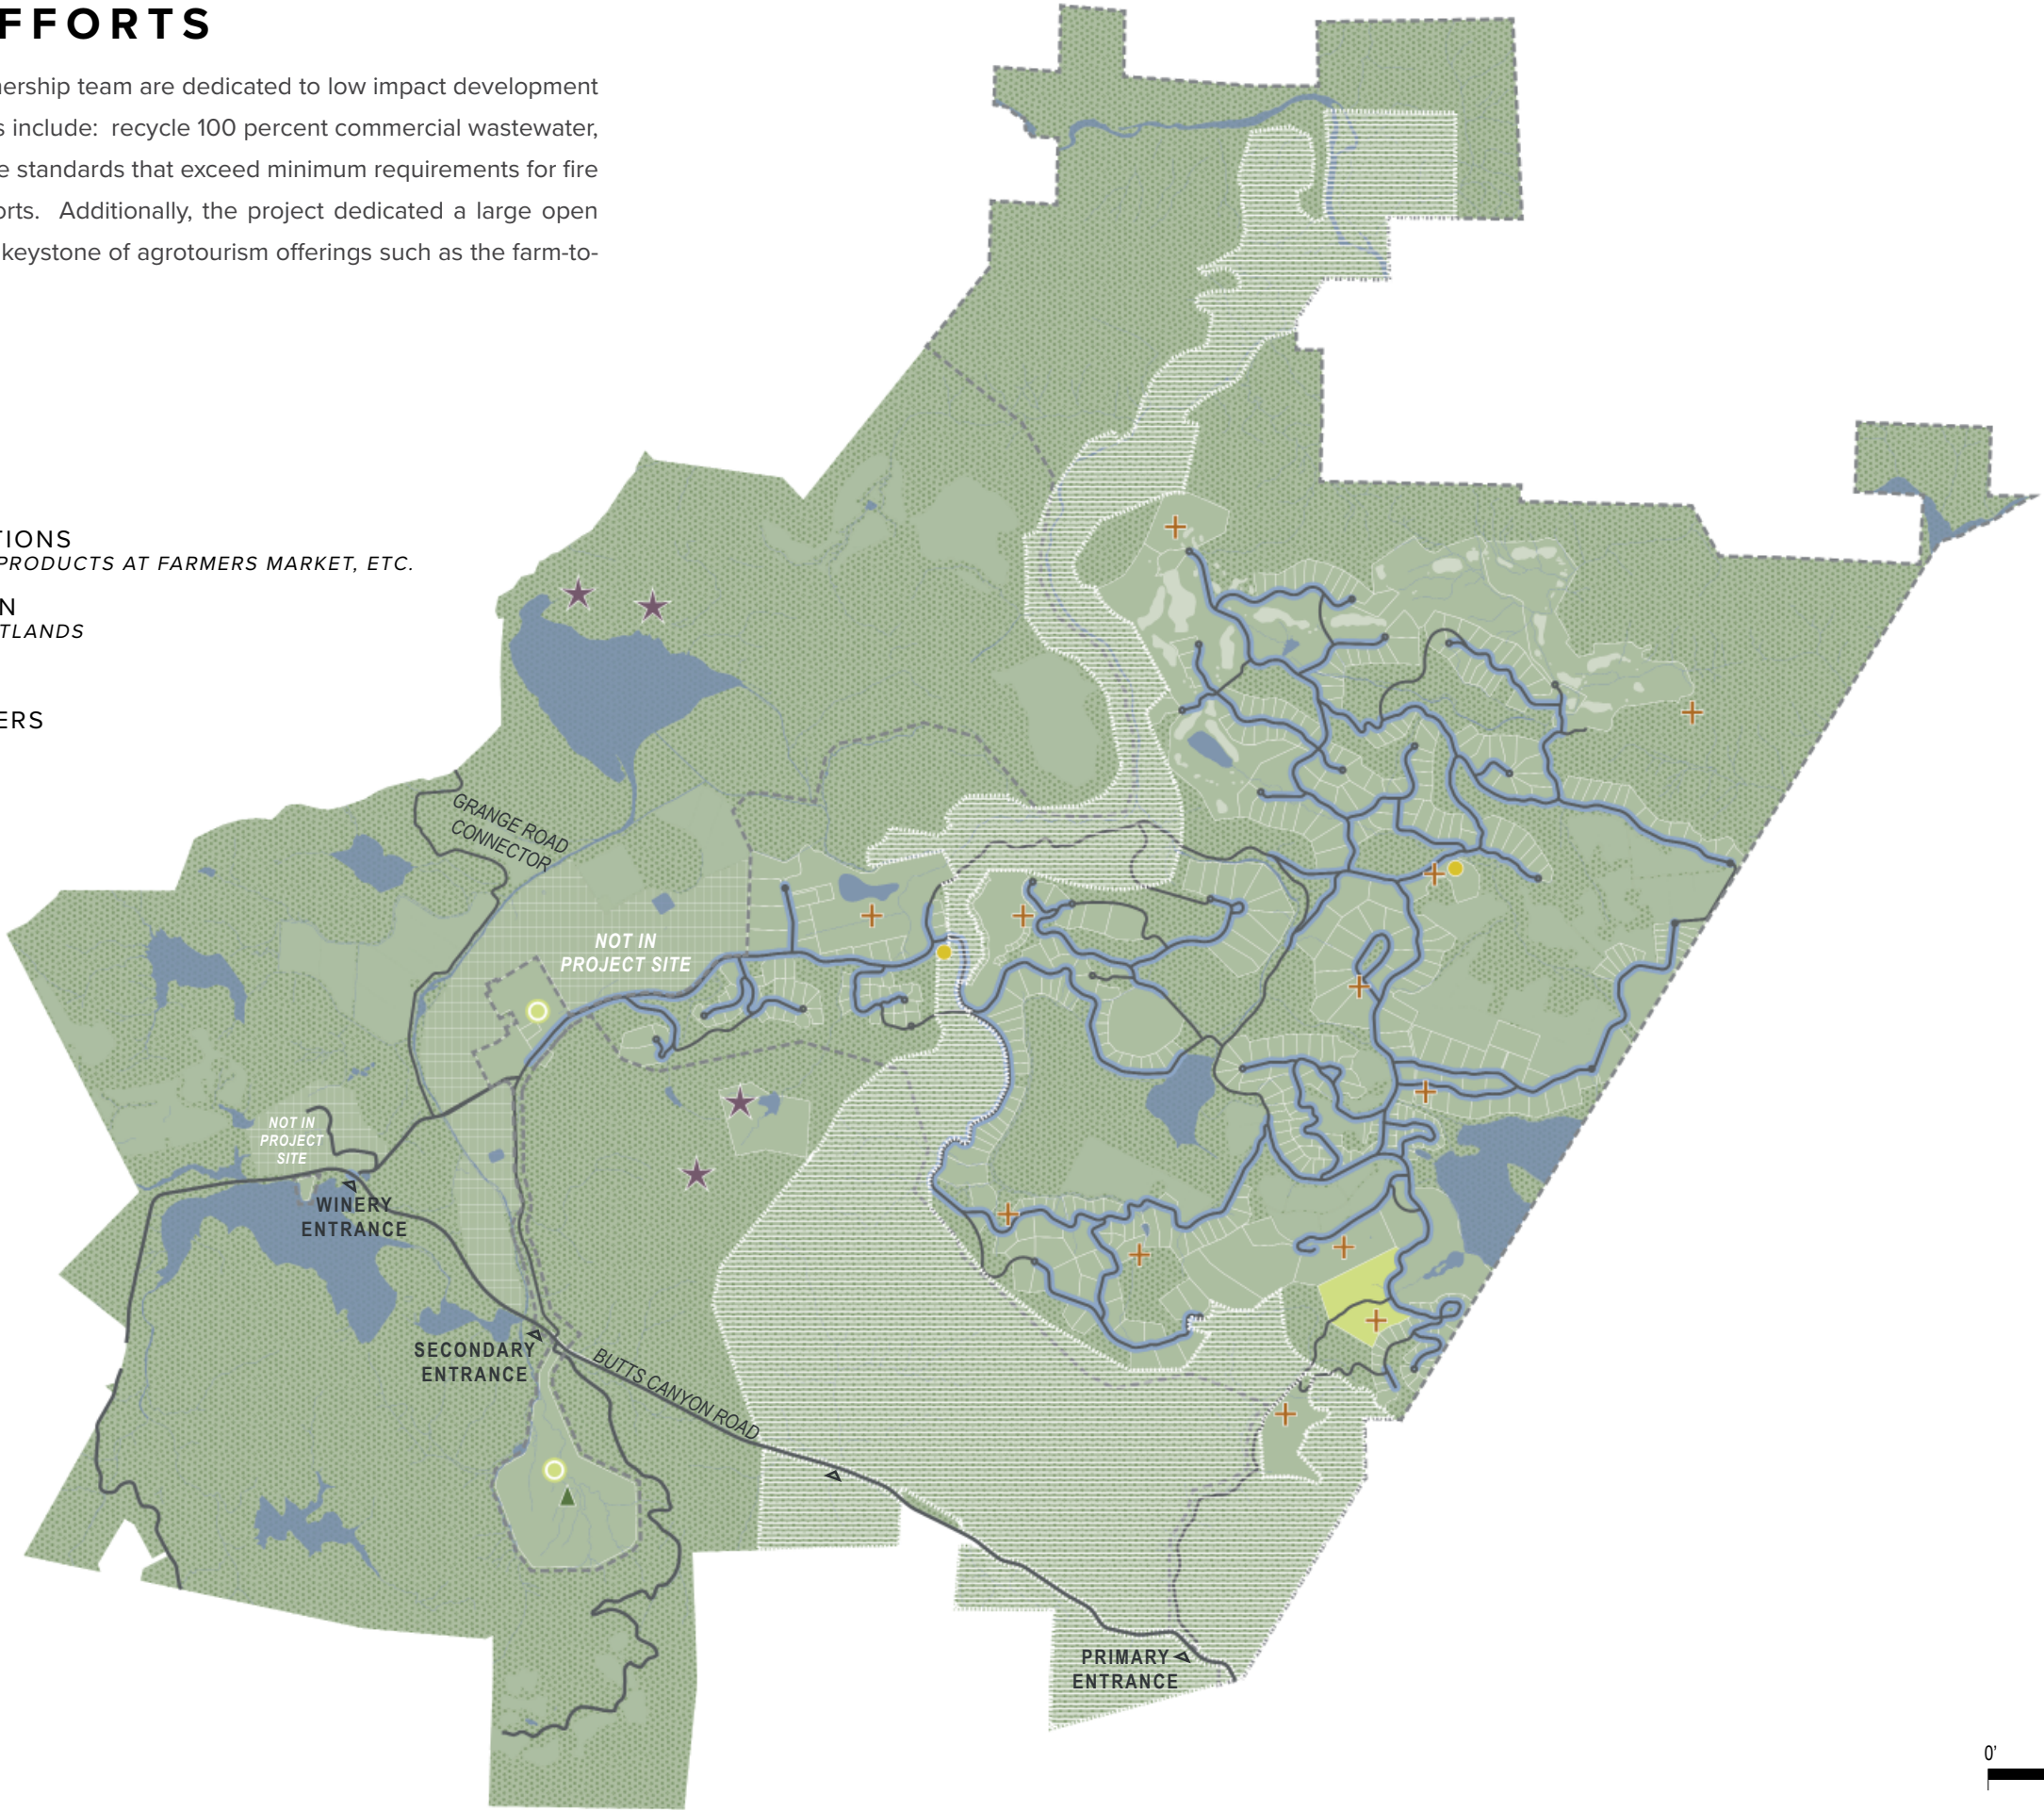 FFORTS
nership team are dedicated to low impact development
s include: recycle 100 percent commercial wastewater,
e standards that exceed minimum requirements for fire
orts. Additionally, the project dedicated a large open
keystone of agrotourism offerings such as the farm-to-
TIONS
PRODUCTS AT FARMERS MARKET, ETC.
N
TLANDS
ERS
GRANGE ROAD
CONNECTOR
NOT IN
PROJECT SITE
NOT IN
PROJECT
SITE
WINERY
ENTRANCE
SECONDARY
ENTRANCE
BUTTS CANYON ROAD
PRIMARY
ENTRANCE
0'